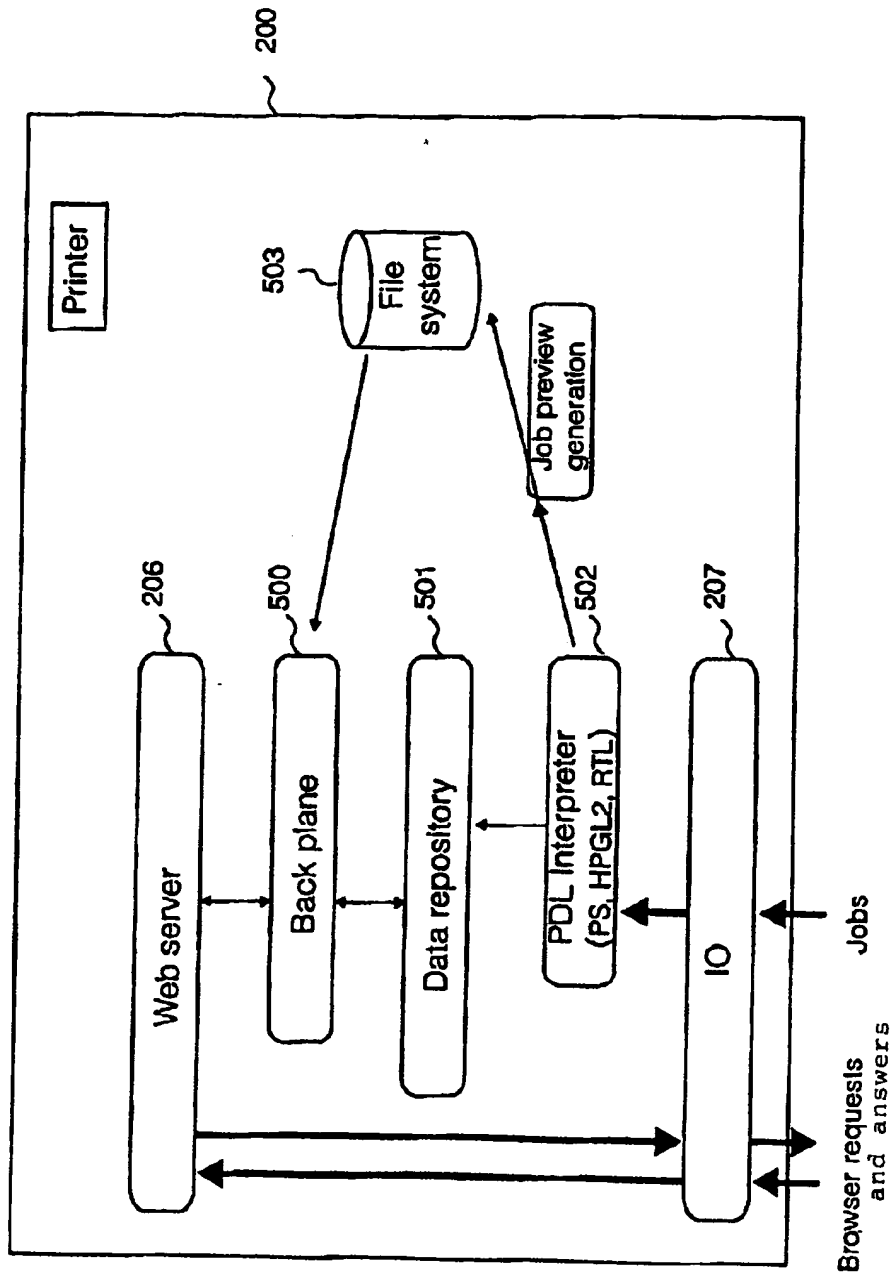 Printer
200
Web server
206
Back plane
500
Data repository
501
File
system
503
PDL Interpreter
(PS, HPGL2, RTL)
502
Job preview
generation
IO
207
Browser requests
and answers
Jobs